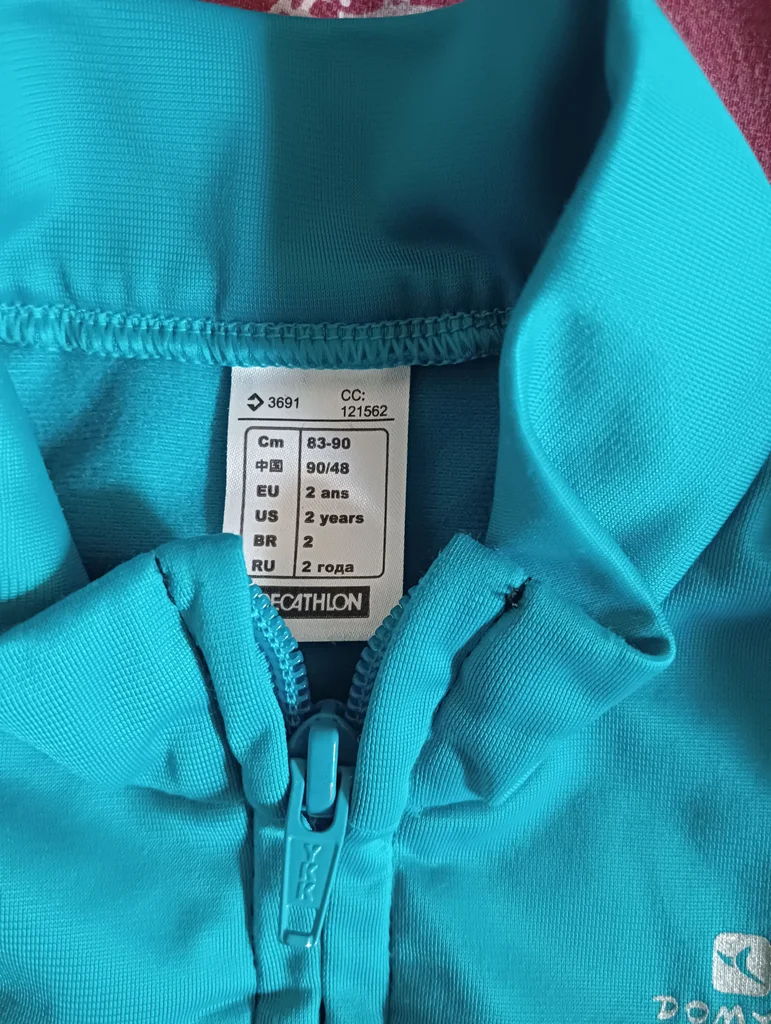 3691 CC:
121562
Cm 83-90
中国 90/48
EU 2 ans
US 2 years
BR 2
RU 2 года
DECATHLON
YKK